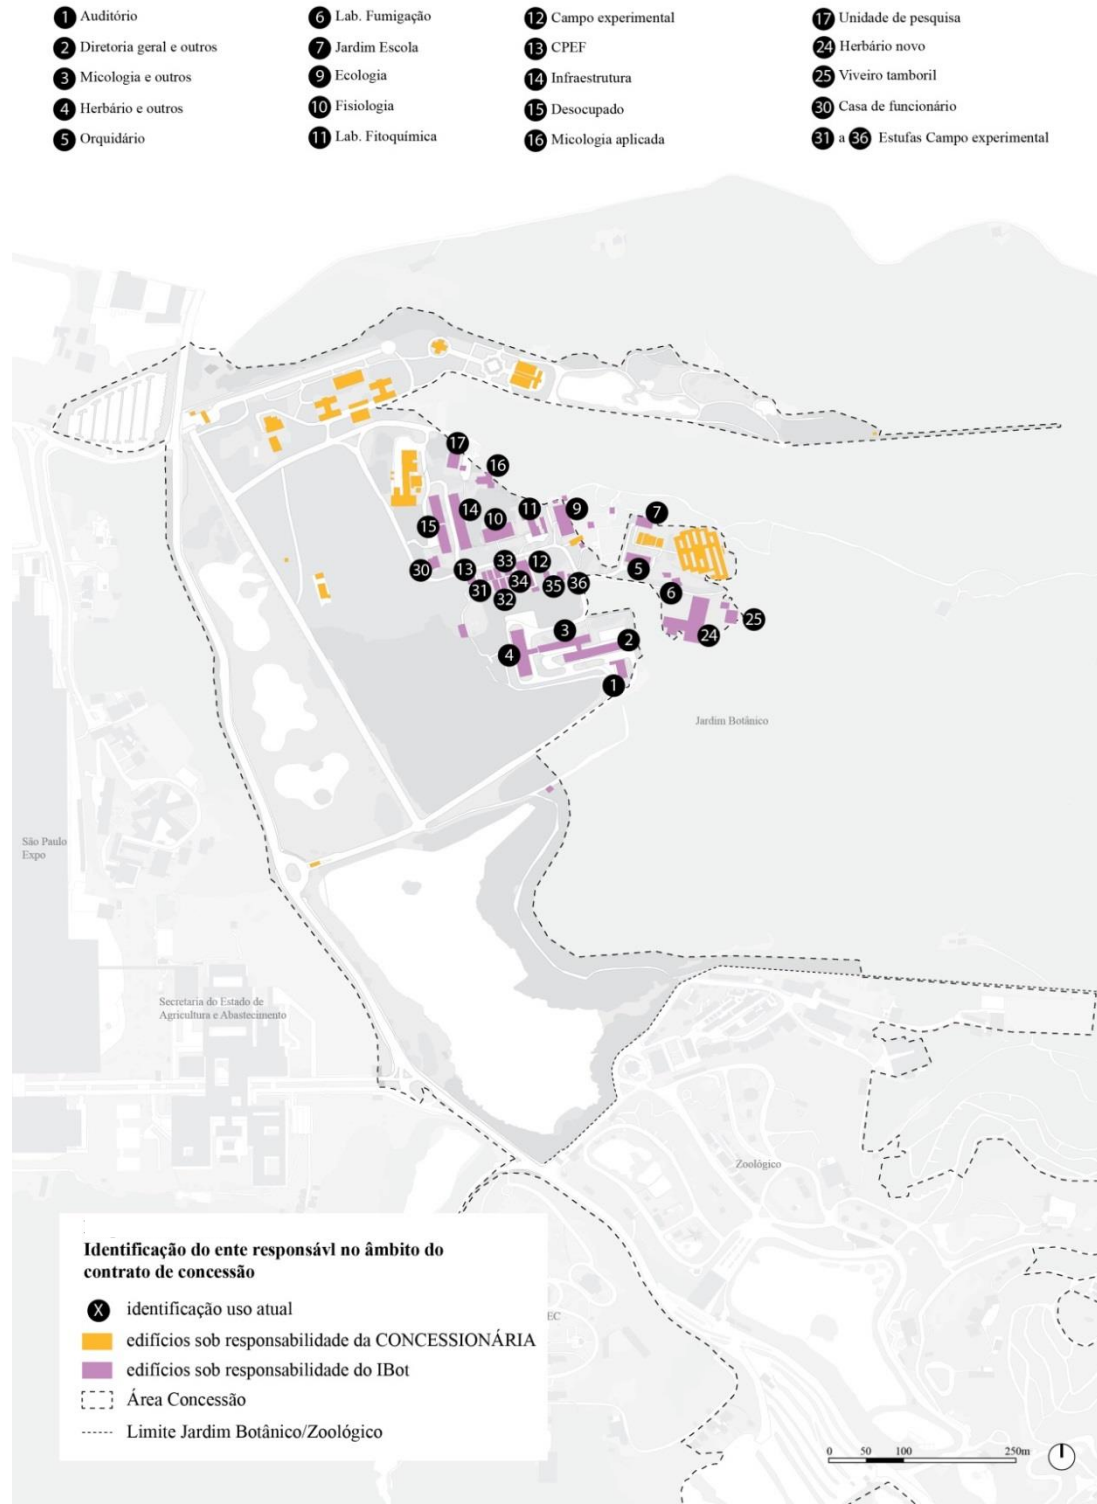 1 Auditório
2 Diretoria geral e outros
3 Micologia e outros
4 Herbário e outros
5 Orquidário
6 Lab. Fumigação
7 Jardim Escola
9 Ecologia
10 Fisiologia
11 Lab. Fitoquímica
12 Campo experimental
13 CPEF
14 Infraestrutura
15 Desocupado
16 Micologia aplicada
17 Unidade de pesquisa
24 Herbário novo
25 Viveiro tamboril
30 Casa de funcionário
31 a 36 Estufas Campo experimental
17
16
14
11
9
15
10
7
33
12
30
13
34
5
31
35
36
32
6
3
25
4
2
24
1
Jardim Botânico
São Paulo
Expo
Secretaria do Estado de
Agricultura e Abastecimento
Zoológico
EC
Identificação do ente responsávl no âmbito do
contrato de concessão
X identificação uso atual
edifícios sob responsabilidade da CONCESSIONÁRIA
edifícios sob responsabilidade do IBot
Área Concessão
Limite Jardim Botânico/Zoológico
0 50 100 250m